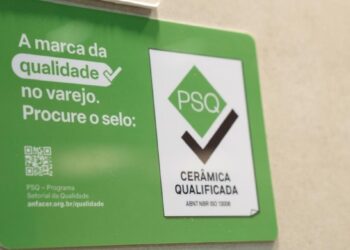 A marca da
qualidade
no varejo.
Procure o selo:
PSQ – Programa
Setorial da Qualidade
anfacer.org.br/qualidade
PSQ
CERÂMICA
QUALIFICADA
ABNT NBR ISO 13006